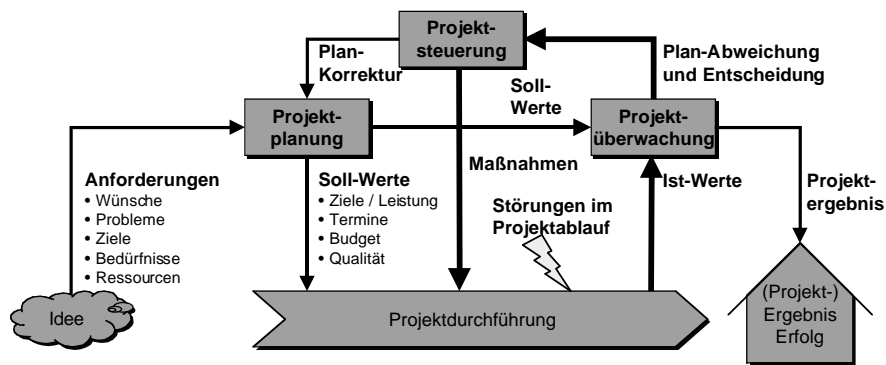 Projekt-
steuerung
Plan-
Korrektur
Plan-Abweichung
und Entscheidung
Soll-
Werte
Projekt-
planung
Projekt-
überwachung
Anforderungen
• Wünsche
• Probleme
• Ziele
• Bedürfnisse
• Ressourcen
Soll-Werte
• Ziele / Leistung
• Termine
• Budget
• Qualität
Maßnahmen
Störungen im
Projektablauf
Ist-Werte
Projekt-
ergebnis
Idee
Projektdurchführung
(Projekt-)
Ergebnis
Erfolg